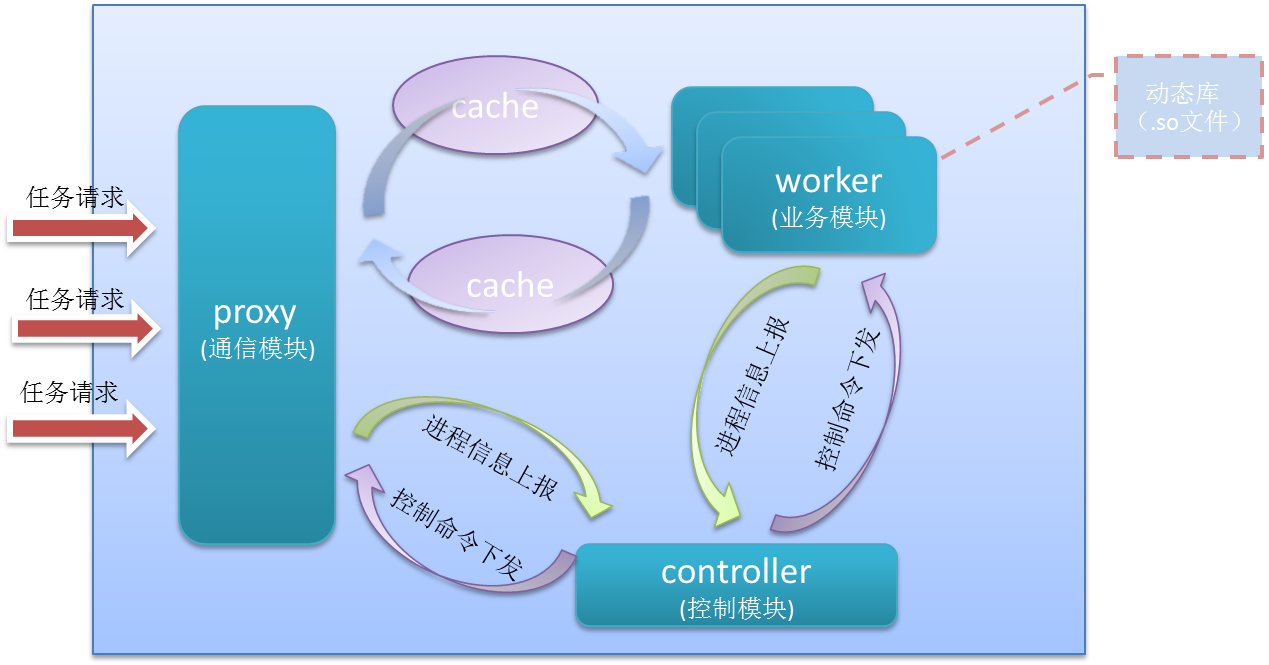 cache
动态库
（.so文件）
worker
(业务模块)
任务请求
cache
任务请求
proxy
(通信模块)
进程信息上报
控制命令下发
任务请求
进程信息上报
控制命令下发
controller
(控制模块)